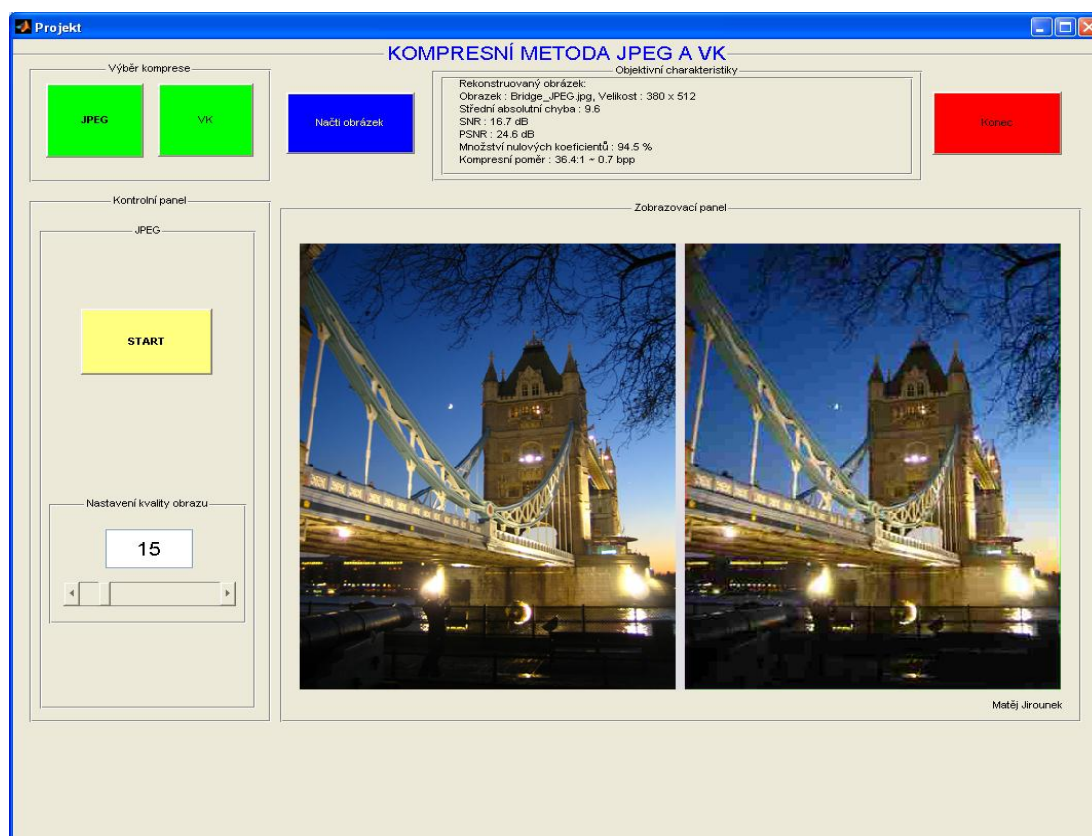 Projekt
KOMPRESNÍ METODA JPEG A VK
Výběr komprese
JPEG
VK
Načti obrázek
Objektivní charakteristiky
Rekonstruovaný obrázek:
Obrazek : Bridge_JPEG.jpg, Velikost : 380 x 512
Střední absolutní chyba : 9.6
SNR : 16.7 dB
PSNR : 24.6 dB
Množství nulových koeficientů : 94.5 %
Kompresní poměr : 36.4:1 ~ 0.7 bpp
Konec
Kontrolní panel
JPEG
START
Nastavení kvality obrazu
15
Zobrazovací panel
Matěj Jirounek